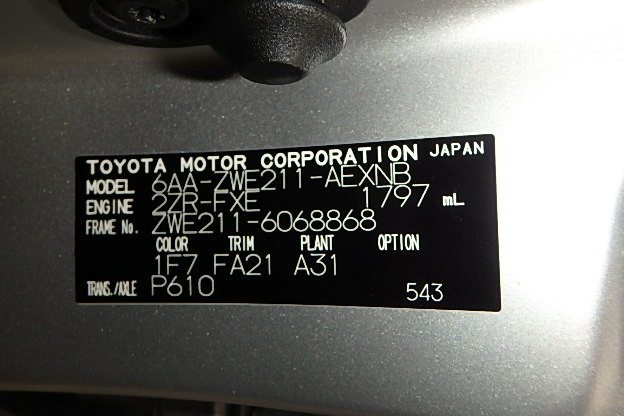 TOYOTA MOTOR CORPORATION JAPAN
MODEL 6AA-ZWE211-AEXNB
ENGINE 2ZR-FXE 1797 mL
FRAME No. ZWE211-6068868
COLOR TRIM PLANT OPTION
1F7 FA21 A31
TRANS./AXLE P610 543